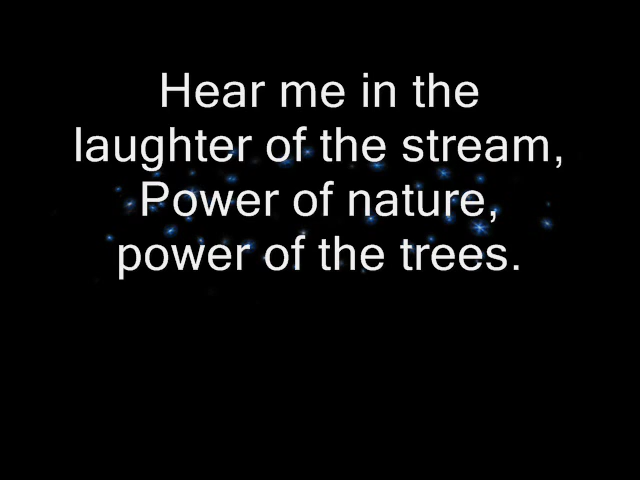 Hear me in the
laughter of the stream,
Power of nature,
power of the trees.